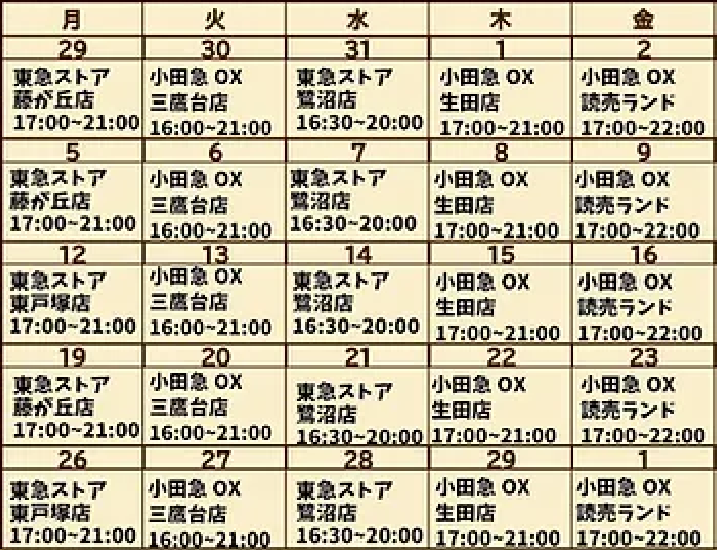 月 火 水 木 金
29 30 31 1 2
東急ストア 小田急 OX 東急ストア 小田急 OX 小田急 OX
藤が丘店 三鷹台店 鷺沼店 生田店 読売ランド
17:00~21:00 16:00~21:00 16:30~20:00 17:00~21:00 17:00~22:00
5 6 7 8 9
東急ストア 小田急 OX 東急ストア 小田急 OX 小田急 OX
藤が丘店 三鷹台店 鷺沼店 生田店 読売ランド
17:00~21:00 16:00~21:00 16:30~20:00 17:00~21:00 17:00~22:00
12 13 14 15 16
東急ストア 小田急 OX 東急ストア 小田急 OX 小田急 OX
東戸塚店 三鷹台店 鷺沼店 生田店 読売ランド
17:00~21:00 16:00~21:00 16:30~20:00 17:00~21:00 17:00~22:00
19 20 21 22 23
東急ストア 小田急 OX 東急ストア 小田急 OX 小田急 OX
藤が丘店 三鷹台店 鷺沼店 生田店 読売ランド
17:00~21:00 16:00~21:00 16:30~20:00 17:00~21:00 17:00~22:00
26 27 28 29 1
東急ストア 小田急 OX 東急ストア 小田急 OX 小田急 OX
東戸塚店 三鷹台店 鷺沼店 生田店 読売ランド
17:00~21:00 16:00~21:00 16:30~20:00 17:00~21:00 17:00~22:00